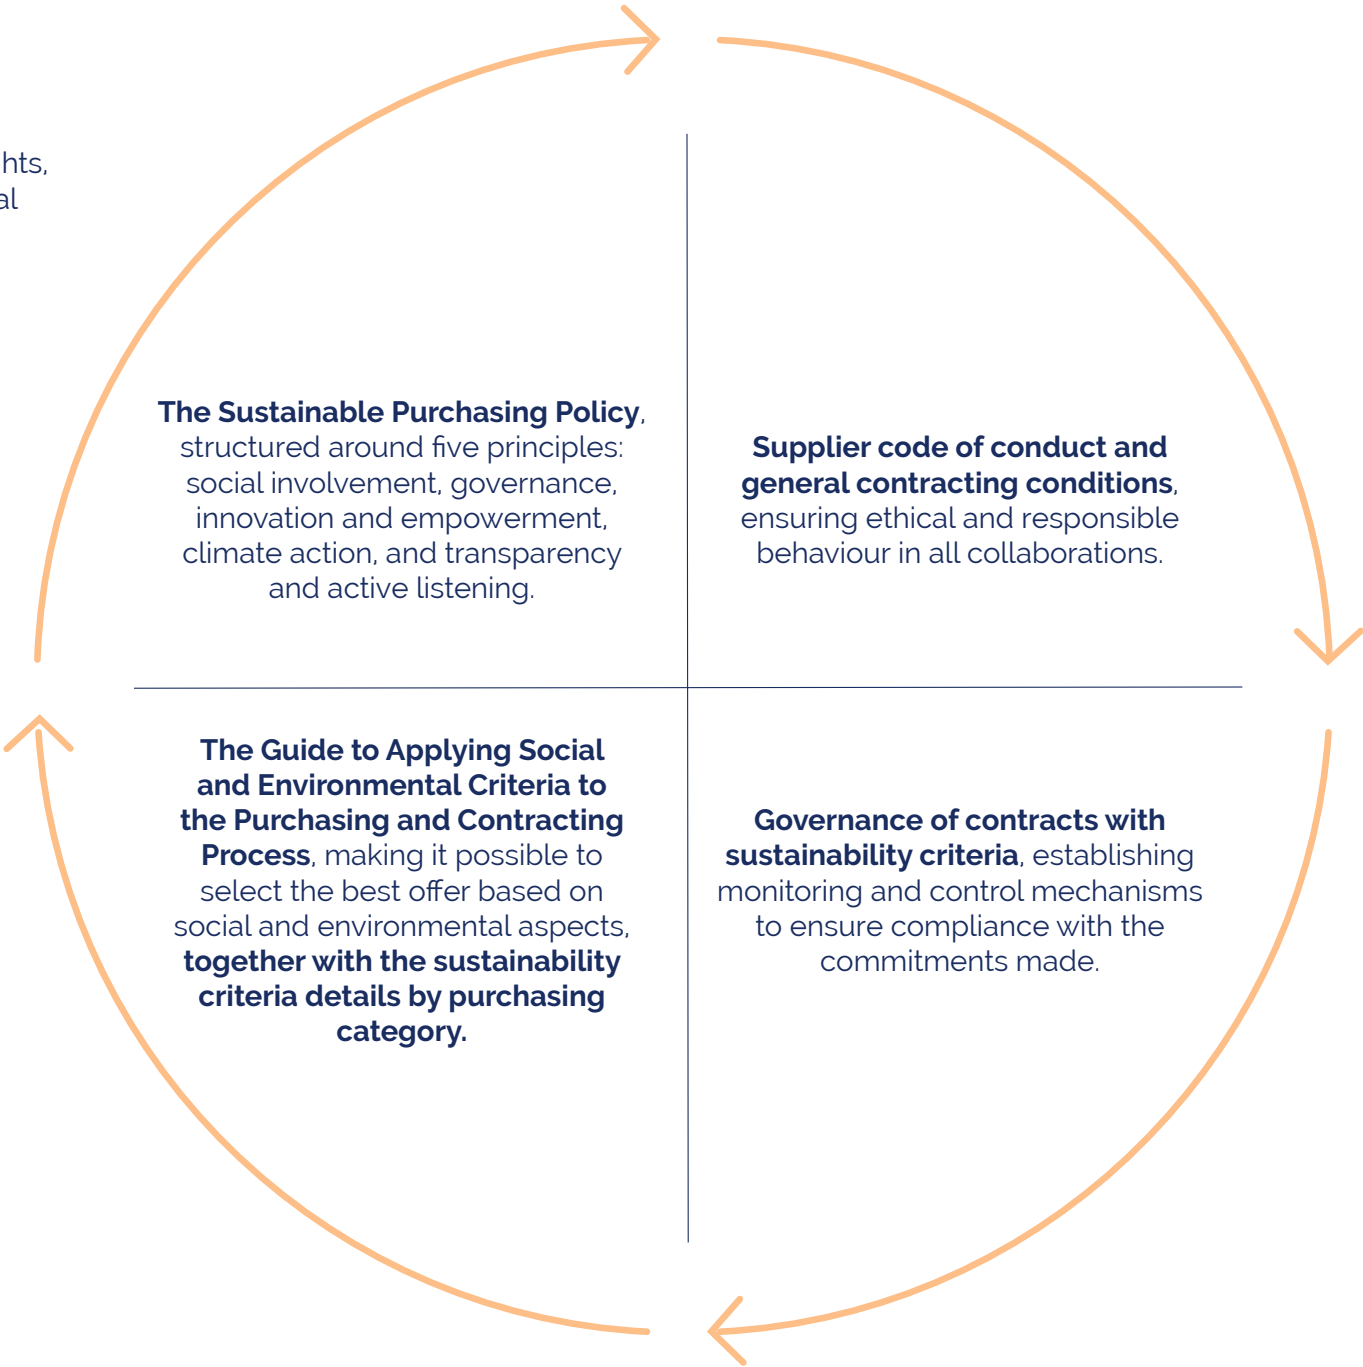 The Sustainable Purchasing Policy,
structured around five principles:
social involvement, governance,
innovation and empowerment,
climate action, and transparency
and active listening.
Supplier code of conduct and
general contracting conditions,
ensuring ethical and responsible
behaviour in all collaborations.
The Guide to Applying Social
and Environmental Criteria to
the Purchasing and Contracting
Process, making it possible to
select the best offer based on
social and environmental aspects,
together with the sustainability
criteria details by purchasing
category.
Governance of contracts with
sustainability criteria, establishing
monitoring and control mechanisms
to ensure compliance with the
commitments made.